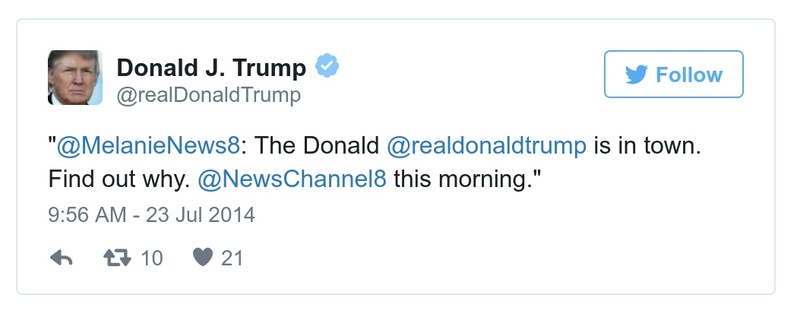 Donald J. Trump
@realDonaldTrump
Follow
"@MelanieNews8: The Donald @realdonaldtrump is in town.
Find out why. @NewsChannel8 this morning."
9:56 AM - 23 Jul 2014
10 21